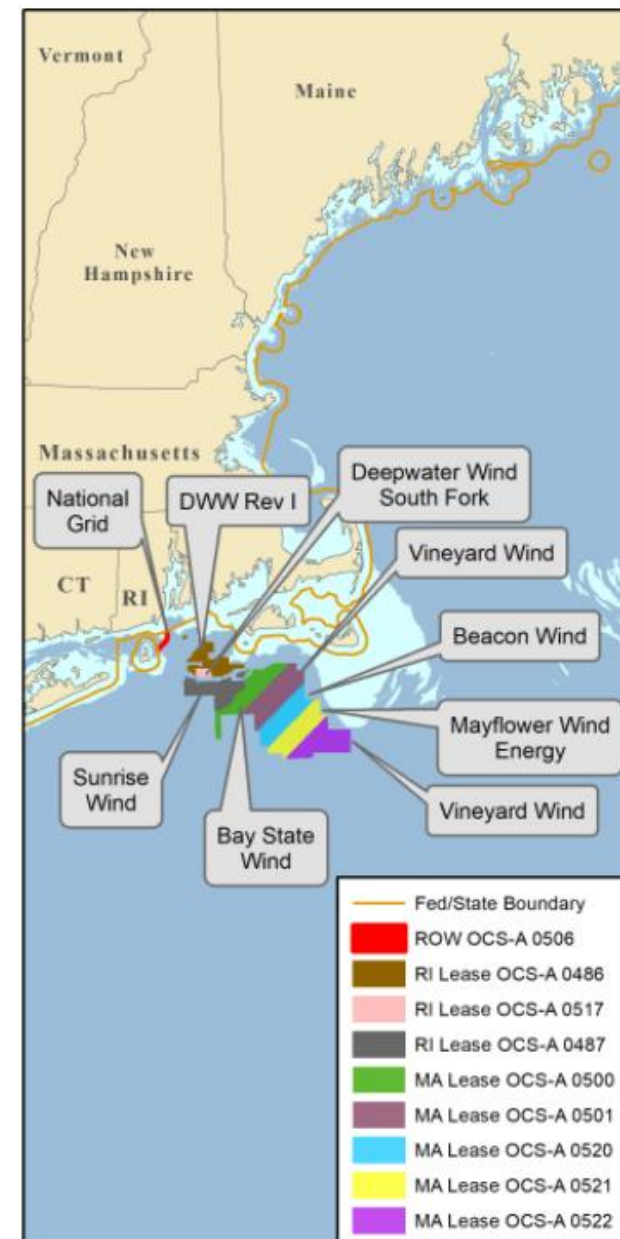 Vermont
Maine
New
Hampshire
Massachusetts
National
Grid
DWW Rev I
Deepwater Wind
South Fork
Vineyard Wind
CT
RI
Beacon Wind
Mayflower Wind
Energy
Sunrise
Wind
Bay State
Wind
Vineyard Wind
Fed/State Boundary
ROW OCS-A 0506
RI Lease OCS-A 0486
RI Lease OCS-A 0517
RI Lease OCS-A 0487
MA Lease OCS-A 0500
MA Lease OCS-A 0501
MA Lease OCS-A 0520
MA Lease OCS-A 0521
MA Lease OCS-A 0522